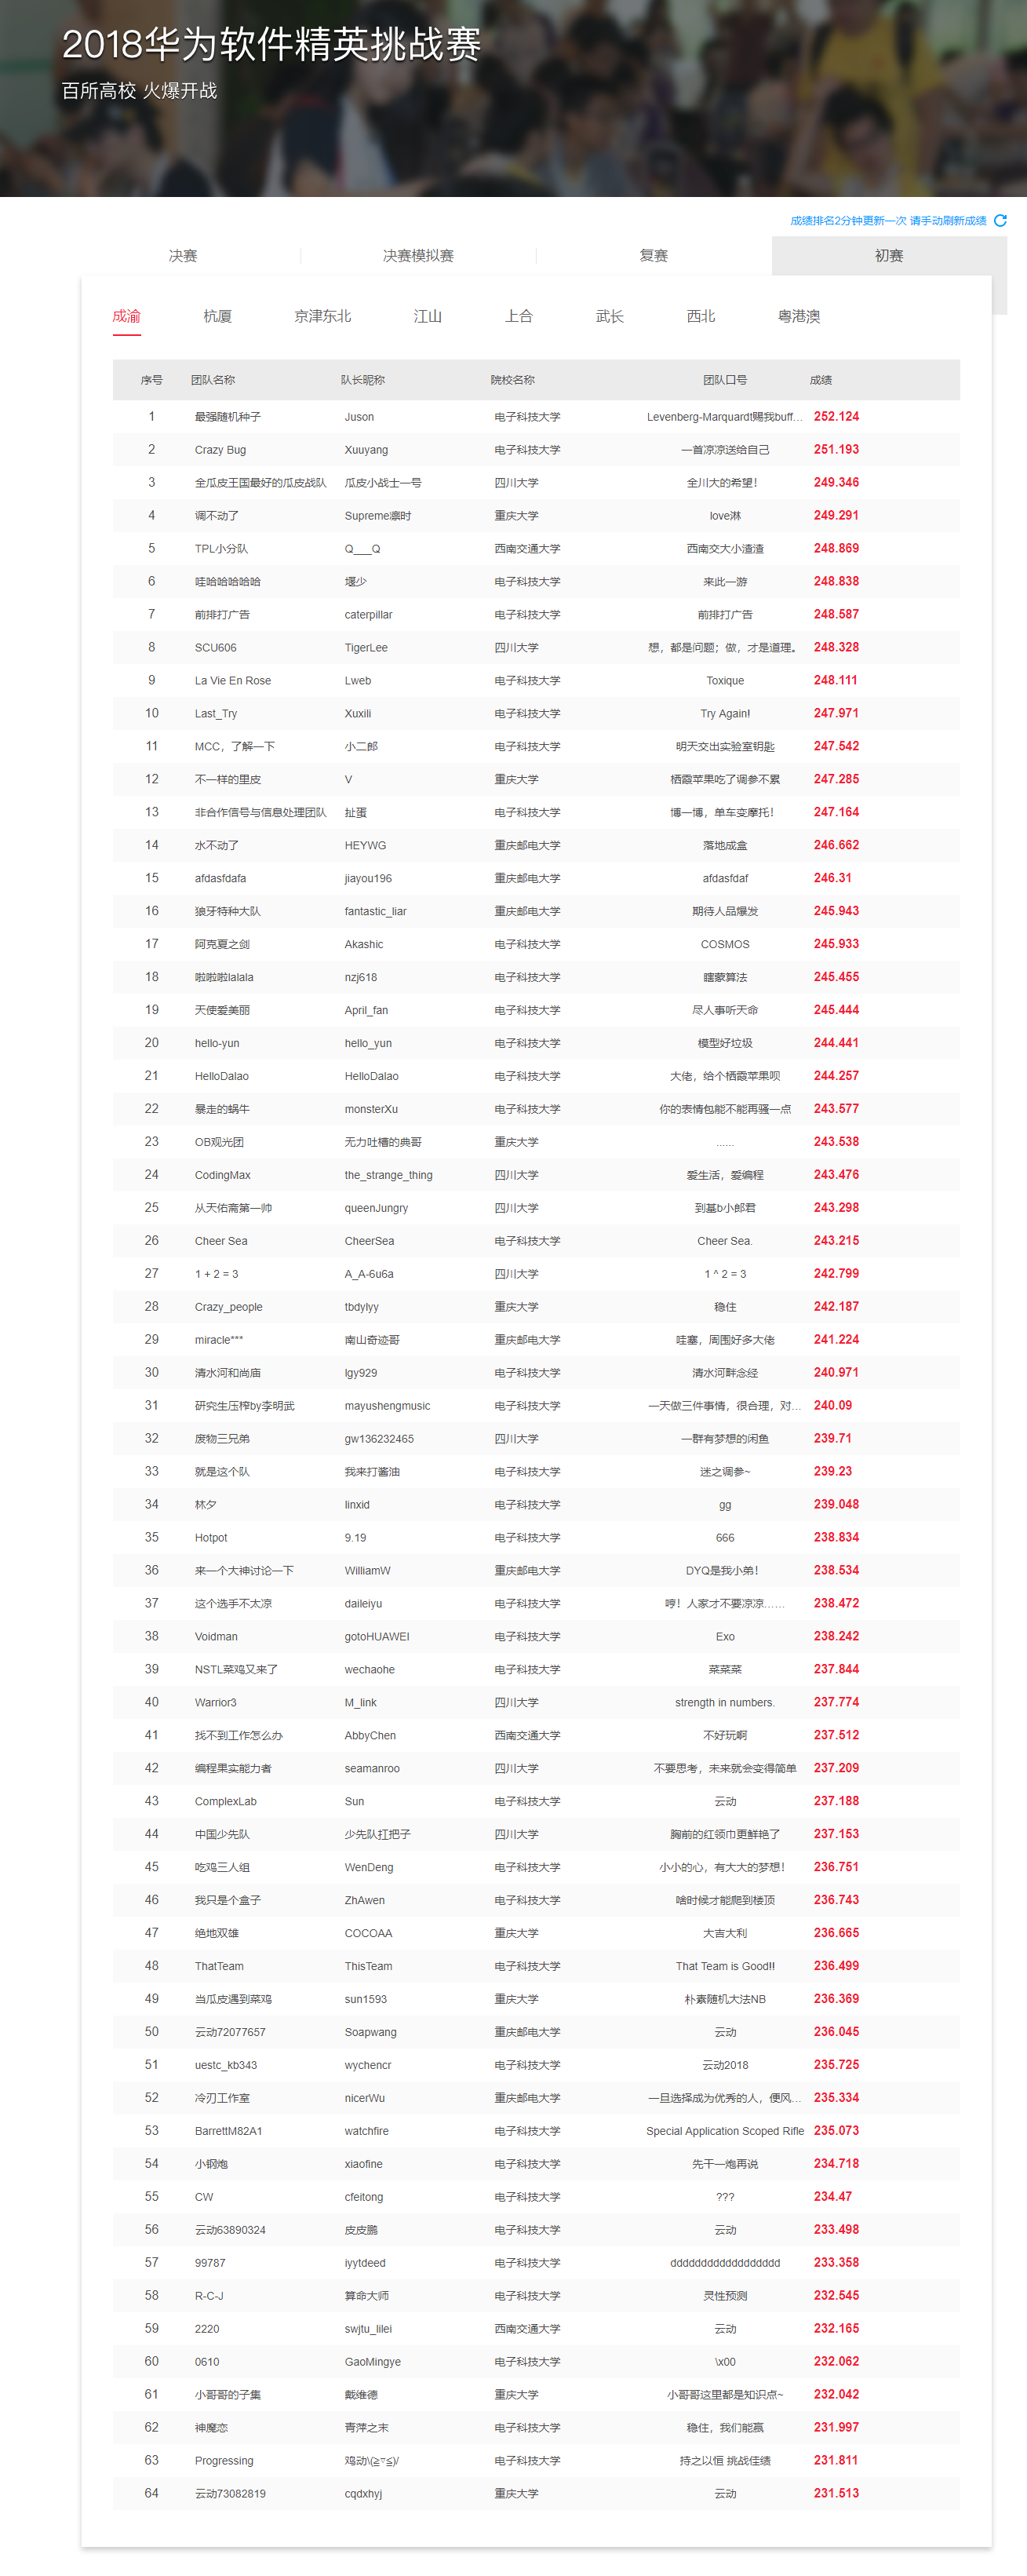 2018华为软件精英挑战赛
百所高校 火爆开战
成绩排名2分钟更新一次 请手动刷新成绩
决赛 决赛模拟赛 复赛 初赛
成渝 杭厦 京津东北 江山 上合 武长 西北 粤港澳
序号 团队名称 队长昵称 院校名称 团队口号 成绩
1 最强随机种子 Juson 电子科技大学 Levenberg-Marquardt赐我buff... 252.124
2 Crazy Bug Xuuyang 电子科技大学 一首凉凉送给自己 251.193
3 全瓜皮王国最好的瓜皮战队 瓜皮小战士一号 四川大学 全川大的希望！ 249.346
4 调不动了 Supreme凛时 重庆大学 love淋 249.291
5 TPL小分队 Q___Q 西南交通大学 西南交大小渣渣 248.869
6 哇哈哈哈哈哈 堰少 电子科技大学 来此一游 248.838
7 前排打广告 caterpillar 电子科技大学 前排打广告 248.587
8 SCU606 TigerLee 四川大学 想，都是问题；做，才是道理。 248.328
9 La Vie En Rose Lweb 电子科技大学 Toxique 248.111
10 Last_Try Xuxili 电子科技大学 Try Again! 247.971
11 MCC，了解一下 小二郎 电子科技大学 明天交出实验室钥匙 247.542
12 不一样的里皮 V 重庆大学 栖霞苹果吃了调参不累 247.285
13 非合作信号与信息处理团队 扯蛋 电子科技大学 博一博，单车变摩托！ 247.164
14 水不动了 HEYWG 重庆邮电大学 落地成盒 246.662
15 afdasfdafa jiayou196 重庆邮电大学 afdasfdaf 246.31
16 狼牙特种大队 fantastic_liar 重庆邮电大学 期待人品爆发 245.943
17 阿克夏之剑 Akashic 电子科技大学 COSMOS 245.933
18 啦啦啦lalala nzj618 电子科技大学 瞎蒙算法 245.455
19 天使爱美丽 April_fan 电子科技大学 尽人事听天命 245.444
20 hello-yun hello_yun 电子科技大学 模型好垃圾 244.441
21 HelloDalao HelloDalao 电子科技大学 大佬，给个栖霞苹果呗 244.257
22 暴走的蜗牛 monsterXu 电子科技大学 你的表情包能不能再骚一点 243.577
23 OB观光团 无力吐槽的典哥 重庆大学 ...... 243.538
24 CodingMax the_strange_thing 四川大学 爱生活，爱编程 243.476
25 从天佑斋第一帅 queenJungry 四川大学 到基b小郎君 243.298
26 Cheer Sea CheerSea 电子科技大学 Cheer Sea. 243.215
27 1 + 2 = 3 A_A-6u6a 四川大学 1 ^ 2 = 3 242.799
28 Crazy_people tbdylyy 重庆大学 稳住 242.187
29 miracle*** 南山奇迹哥 重庆邮电大学 哇塞，周围好多大佬 241.224
30 清水河和尚庙 lgy929 电子科技大学 清水河畔念经 240.971
31 研究生压榨by李明武 mayushengmusic 电子科技大学 一天做三件事情，很合理，对... 240.09
32 废物三兄弟 gw136232465 四川大学 一群有梦想的闲鱼 239.71
33 就是这个队 我来打酱油 电子科技大学 迷之调参~ 239.23
34 林夕 linxid 电子科技大学 gg 239.048
35 Hotpot 9.19 电子科技大学 666 238.834
36 来一个大神讨论一下 WilliamW 重庆邮电大学 DYQ是我小弟！ 238.534
37 这个选手不太凉 daileiyu 电子科技大学 哼！人家才不要凉凉…… 238.472
38 Voidman gotoHUAWEI 电子科技大学 Exo 238.242
39 NSTL菜鸡又来了 wechaohe 电子科技大学 菜菜菜 237.844
40 Warrior3 M_link 四川大学 strength in numbers. 237.774
41 找不到工作怎么办 AbbyChen 西南交通大学 不好玩啊 237.512
42 编程果实能力者 seamanroo 四川大学 不要思考，未来就会变得简单 237.209
43 ComplexLab Sun 电子科技大学 云动 237.188
44 中国少先队 少先队扛把子 四川大学 胸前的红领巾更鲜艳了 237.153
45 吃鸡三人组 WenDeng 电子科技大学 小小的心，有大大的梦想！ 236.751
46 我只是个盒子 ZhAwen 电子科技大学 啥时候才能爬到楼顶 236.743
47 绝地双雄 COCOAA 重庆大学 大吉大利 236.665
48 ThatTeam ThisTeam 电子科技大学 That Team is Good!! 236.499
49 当瓜皮遇到菜鸡 sun1593 重庆大学 朴素随机大法NB 236.369
50 云动72077657 Soapwang 重庆邮电大学 云动 236.045
51 uestc_kb343 wychencr 电子科技大学 云动2018 235.725
52 冷刃工作室 nicerWu 重庆邮电大学 一旦选择成为优秀的人，便风... 235.334
53 BarrettM82A1 watchfire 电子科技大学 Special Application Scoped Rifle 235.073
54 小钢炮 xiaofine 电子科技大学 先干一炮再说 234.718
55 CW cfeitong 电子科技大学 ??? 234.47
56 云动63890324 皮皮鹏 电子科技大学 云动 233.498
57 99787 iyytdeed 电子科技大学 dddddddddddddddddd 233.358
58 R-C-J 算命大师 电子科技大学 灵性预测 232.545
59 2220 swjtu_lilei 西南交通大学 云动 232.165
60 0610 GaoMingye 电子科技大学 \x00 232.062
61 小哥哥的子集 戴维德 重庆大学 小哥哥这里都是知识点~ 232.042
62 神魔恋 青萍之末 电子科技大学 稳住，我们能赢 231.997
63 Progressing 鸡动\(≧▽≦)/ 电子科技大学 持之以恒 挑战佳绩 231.811
64 云动73082819 cqdxhyj 重庆大学 云动 231.513